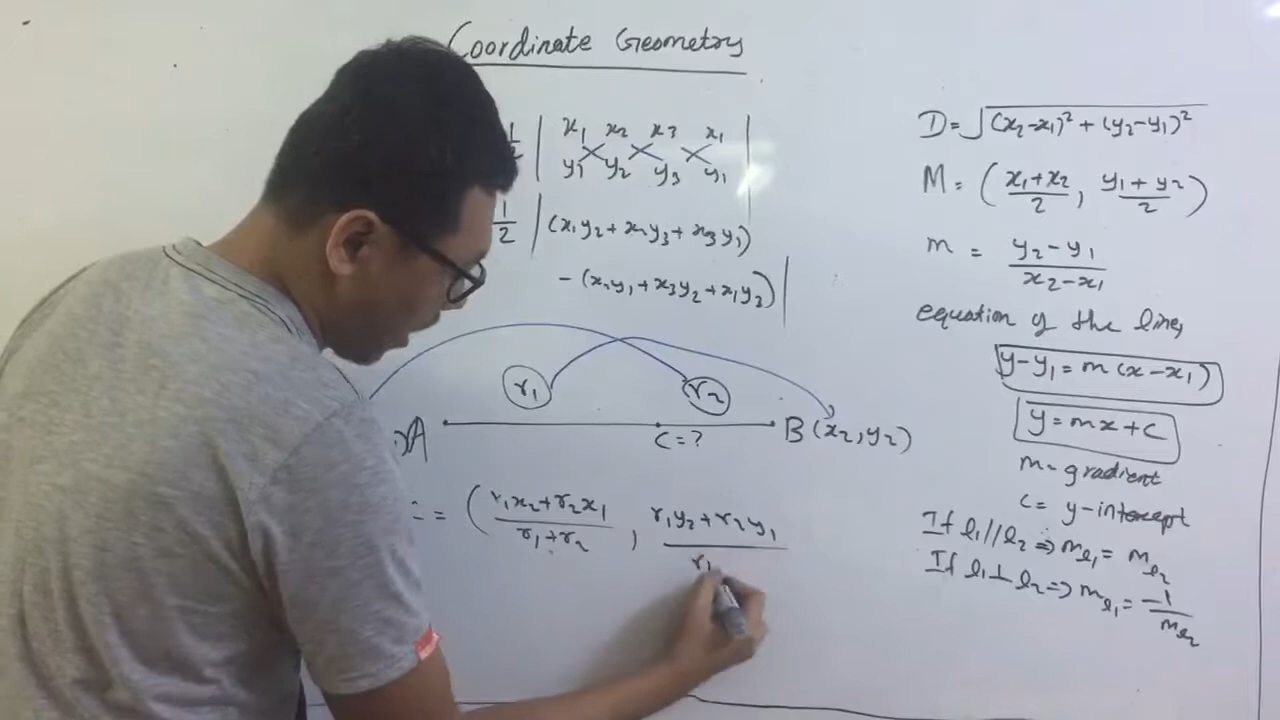 Coordinate Geometry
1/2 | x₁ x₂ x₃ x₁
y₁ y₂ y₃ y₁ |
1/2 | (x₁y₂ + x₂y₃ + x₃y₁)
- (x₂y₁ + x₃y₂ + x₁y₃) |
r₁ r₂
A C = ? B (x₂, y₂)
= ( (r₁x₂ + r₂x₁)/(r₁ + r₂) , (r₁y₂ + r₂y₁)/r₁
D = √((x₂-x₁)² + (y₂-y₁)²)
M = ( (x₁+x₂)/2 , (y₁+y₂)/2 )
m = (y₂-y₁)/(x₂-x₁)
equation of the line,
y-y₁ = m(x-x₁)
y = mx + c
m = gradient
c = y-intercept
If l₁ // l₂ ⇒ m_l₁ = m_l₂
If l₁ ⊥ l₂ ⇒ m_l₁ = -1/m_l₂